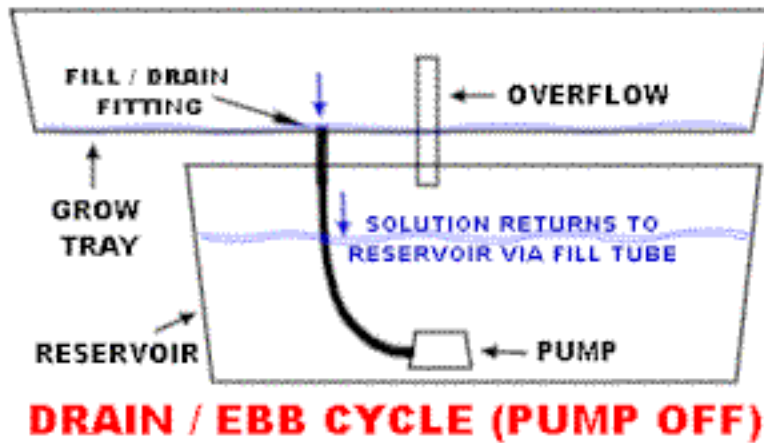 FILL / DRAIN
FITTING
OVERFLOW
GROW
TRAY
SOLUTION RETURNS TO
RESERVOIR VIA FILL TUBE
RESERVOIR
PUMP
DRAIN / EBB CYCLE (PUMP OFF)